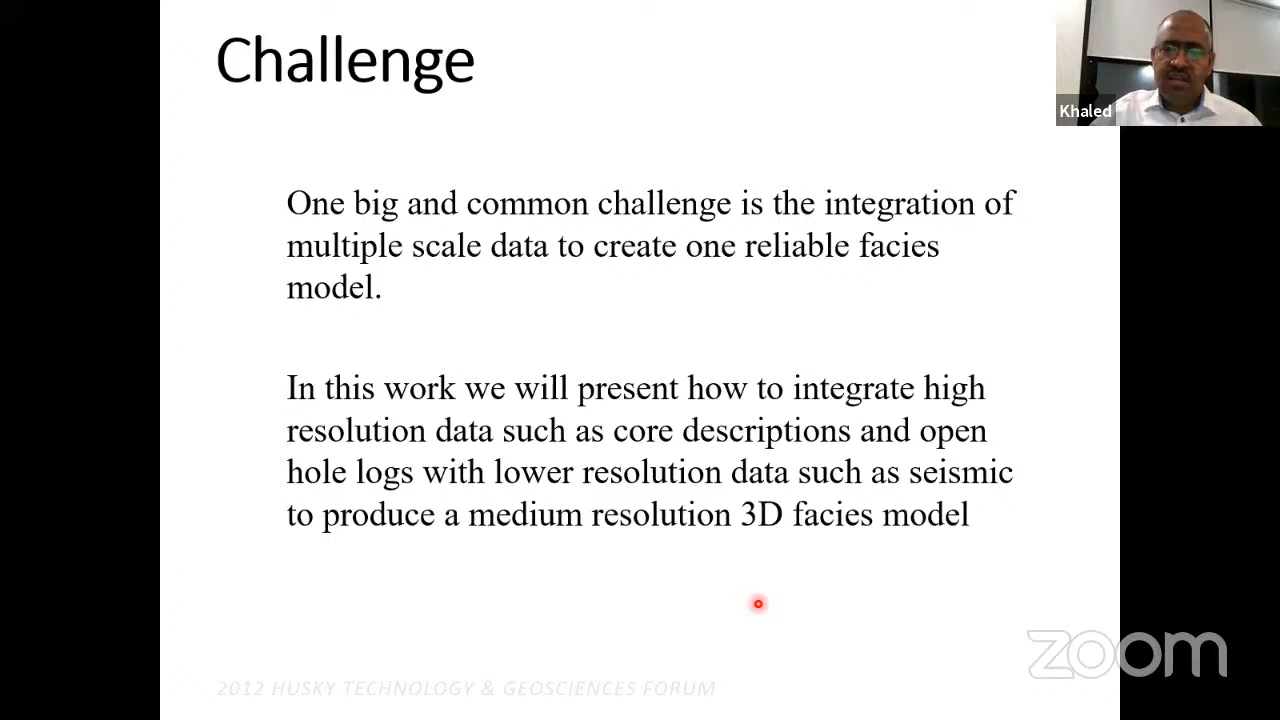 Challenge
Khaled
One big and common challenge is the integration of
multiple scale data to create one reliable facies
model.
In this work we will present how to integrate high
resolution data such as core descriptions and open
hole logs with lower resolution data such as seismic
to produce a medium resolution 3D facies model
zoom
2012 HUSKY TECHNOLOGY & GEOSCIENCES FORUM